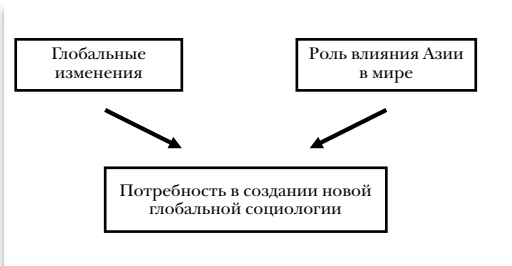 Глобальные
изменения
Роль влияния Азии
в мире
Потребность в создании новой
глобальной социологии